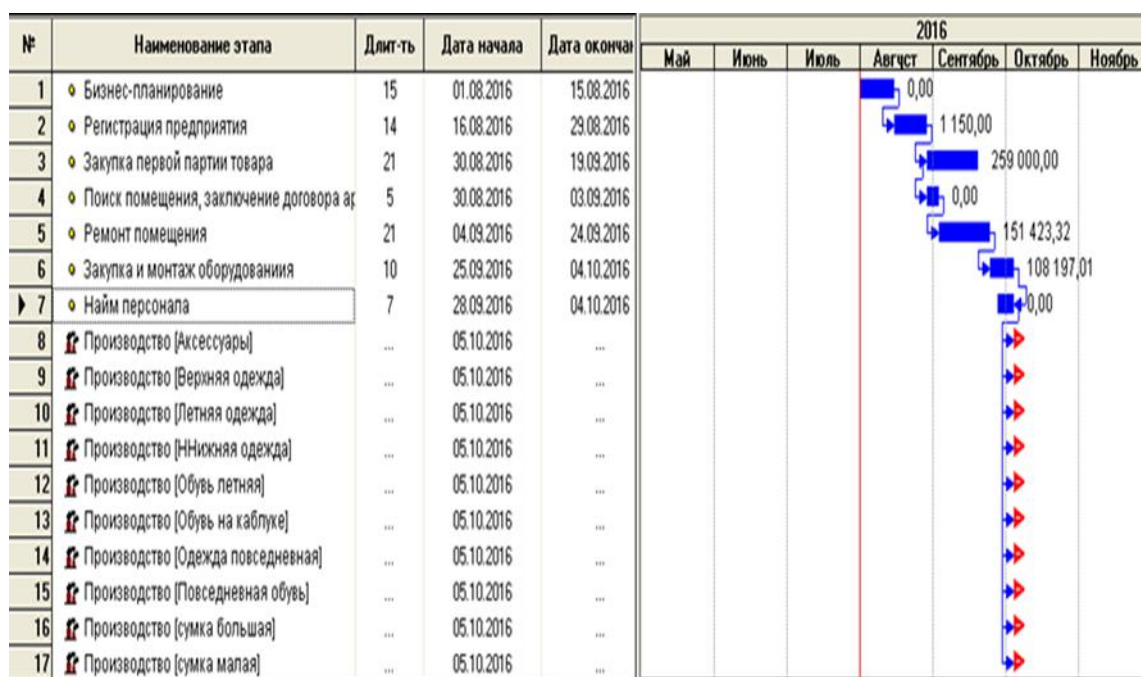 № Наименование этапа Длит-ть Дата начала Дата окончан 2016
Май Июнь Июль Август Сентябрь Октябрь Ноябрь
1 Бизнес-планирование 15 01.08.2016 15.08.2016 0,00
2 Регистрация предприятия 14 16.08.2016 29.08.2016 1 150,00
3 Закупка первой партии товара 21 30.08.2016 19.09.2016 259 000,00
4 Поиск помещения, заключение договора ар 5 30.08.2016 03.09.2016 0,00
5 Ремонт помещения 21 04.09.2016 24.09.2016 151 423,32
6 Закупка и монтаж оборудованиия 10 25.09.2016 04.10.2016 108 197,01
7 Найм персонала 7 28.09.2016 04.10.2016 0,00
8 Производство [Аксессуары] ... 05.10.2016 ...
9 Производство [Верхняя одежда] ... 05.10.2016 ...
10 Производство [Летняя одежда] ... 05.10.2016 ...
11 Производство [ННижняя одежда] ... 05.10.2016 ...
12 Производство [Обувь летняя] ... 05.10.2016 ...
13 Производство [Обувь на каблуке] ... 05.10.2016 ...
14 Производство [Одежда повседневная] ... 05.10.2016 ...
15 Производство [Повседневная обувь] ... 05.10.2016 ...
16 Производство [сумка большая] ... 05.10.2016 ...
17 Производство [сумка малая] ... 05.10.2016 ...